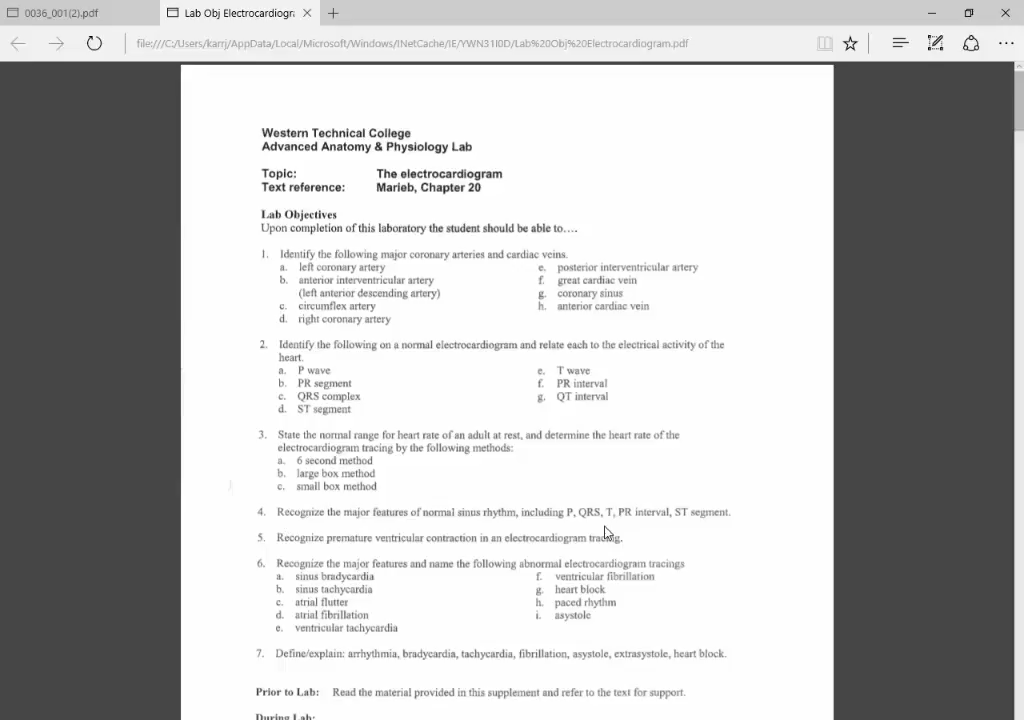 0036_001(2).pdf
Lab Obj Electrocardiogra
file:///C:/Users/karrj/AppData/Local/Microsoft/Windows/INetCache/IE/YWN31I0D/Lab%20Obj%20Electrocardiogram.pdf
Western Technical College
Advanced Anatomy & Physiology Lab
Topic: The electrocardiogram
Text reference: Marieb, Chapter 20
Lab Objectives
Upon completion of this laboratory the student should be able to….
1. Identify the following major coronary arteries and cardiac veins.
a. left coronary artery
b. anterior interventricular artery
(left anterior descending artery)
c. circumflex artery
d. right coronary artery
e. posterior interventricular artery
f. great cardiac vein
g. coronary sinus
h. anterior cardiac vein
2. Identify the following on a normal electrocardiogram and relate each to the electrical activity of the
heart.
a. P wave
b. PR segment
c. QRS complex
d. ST segment
e. T wave
f. PR interval
g. QT interval
3. State the normal range for heart rate of an adult at rest, and determine the heart rate of the
electrocardiogram tracing by the following methods:
a. 6 second method
b. large box method
c. small box method
4. Recognize the major features of normal sinus rhythm, including P, QRS, T, PR interval, ST segment.
5. Recognize premature ventricular contraction in an electrocardiogram tracing.
6. Recognize the major features and name the following abnormal electrocardiogram tracings
a. sinus bradycardia
b. sinus tachycardia
c. atrial flutter
d. atrial fibrillation
e. ventricular tachycardia
f. ventricular fibrillation
g. heart block
h. paced rhythm
i. asystole
7. Define/explain: arrhythmia, bradycardia, tachycardia, fibrillation, asystole, extrasystole, heart block.
Prior to Lab: Read the material provided in this supplement and refer to the text for support.
During Lab: